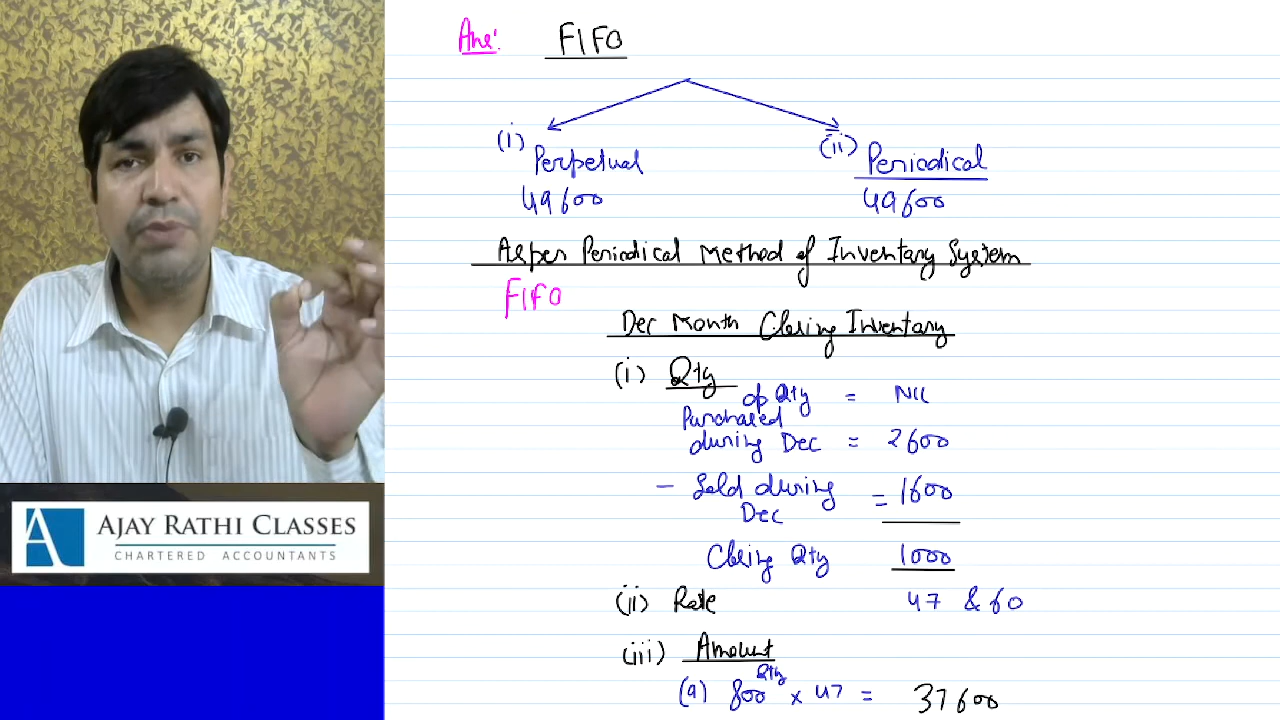 Ans:
FIFO
(i) Perpetual
49600
(ii) Periodical
49600
As per Periodical Method of Inventory System
FIFO
Dec Month Closing Inventory
(i) Qty
op Qty = NIL
Purchased during Dec = 2600
- Sold during Dec = 1600
Closing Qty 1000
(ii) Rate 47 & 60
(iii) Amount
(a) 800 Qty x 47 = 37600
A AJAY RATHI CLASSES
CHARTERED ACCOUNTANTS